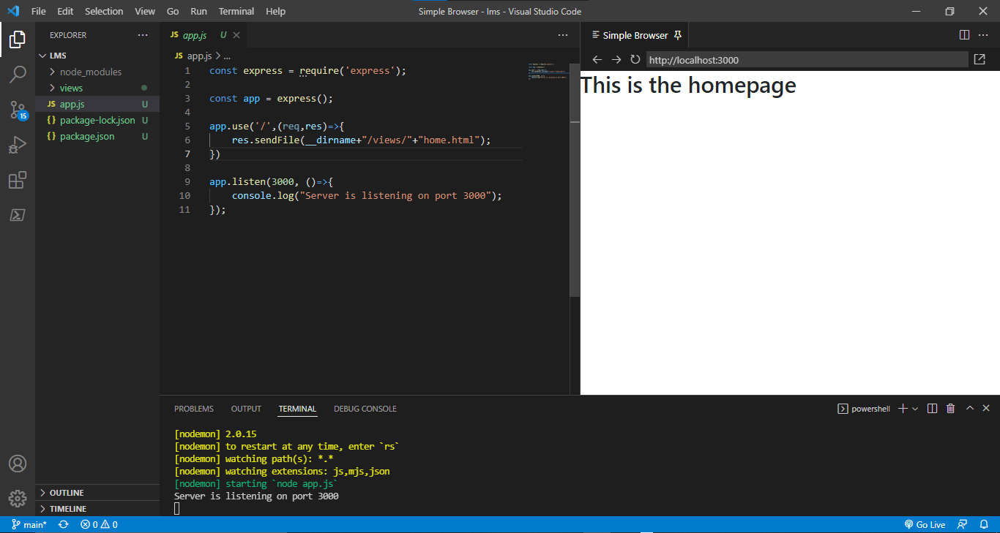 File Edit Selection View Go Run Terminal Help
Simple Browser - lms - Visual Studio Code
EXPLORER
LMS
node_modules
views
JS app.js U
{} package-lock.json U
{} package.json U
OUTLINE
TIMELINE
15
JS app.js U
JS app.js > ...
1 const express = require('express');
2
3 const app = express();
4
5 app.use('/',(req,res)=>{
6 res.sendFile(__dirname+"/views/"+"home.html");
7 })
8
9 app.listen(3000, ()=>{
10 console.log("Server is listening on port 3000");
11 });
Simple Browser
http://localhost:3000
This is the homepage
PROBLEMS OUTPUT TERMINAL DEBUG CONSOLE
powershell
[nodemon] 2.0.15
[nodemon] to restart at any time, enter `rs`
[nodemon] watching path(s): *.*
[nodemon] watching extensions: js,mjs,json
[nodemon] starting `node app.js`
Server is listening on port 3000
main* 0 0
Go Live